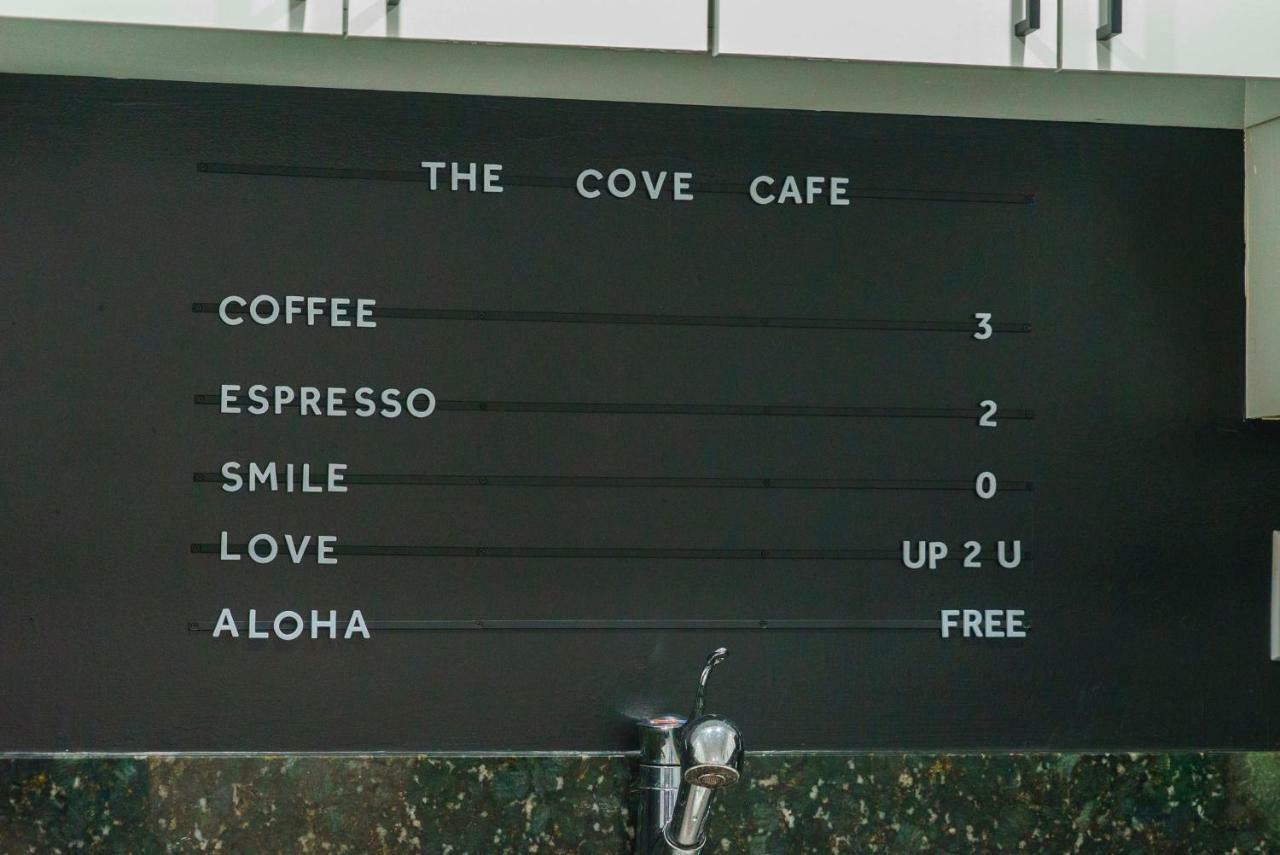 THE COVE CAFE
COFFEE 3
ESPRESSO 2
SMILE 0
LOVE UP 2 U
ALOHA FREE